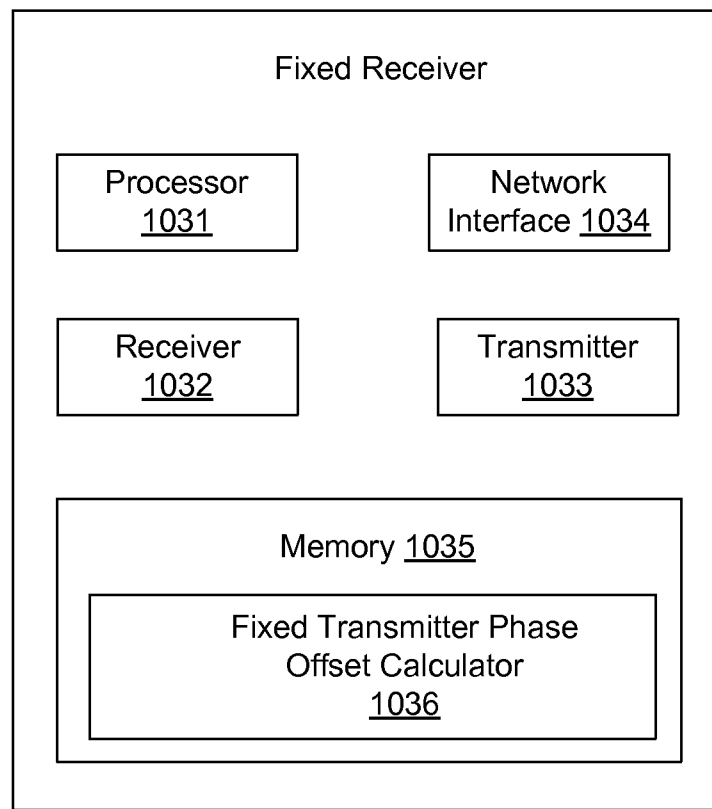 Fixed Receiver
Processor
1031
Network
Interface 1034
Receiver
1032
Transmitter
1033
Memory 1035
Fixed Transmitter Phase
Offset Calculator
1036